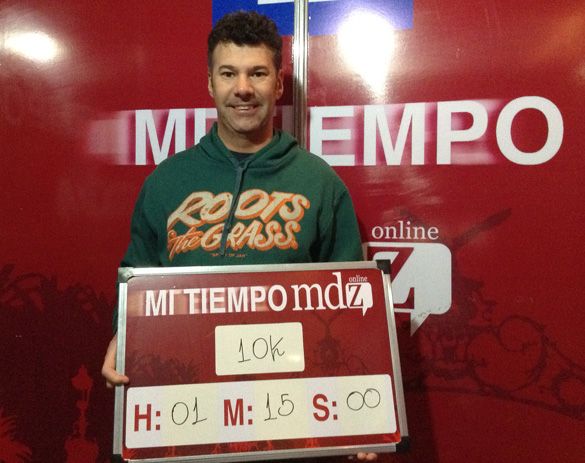 MI TIEMPO
online
Z
ROOTS
the GRASS.
MI TIEMPO mdz
online
10K
H: 01 M: 15 S: 00